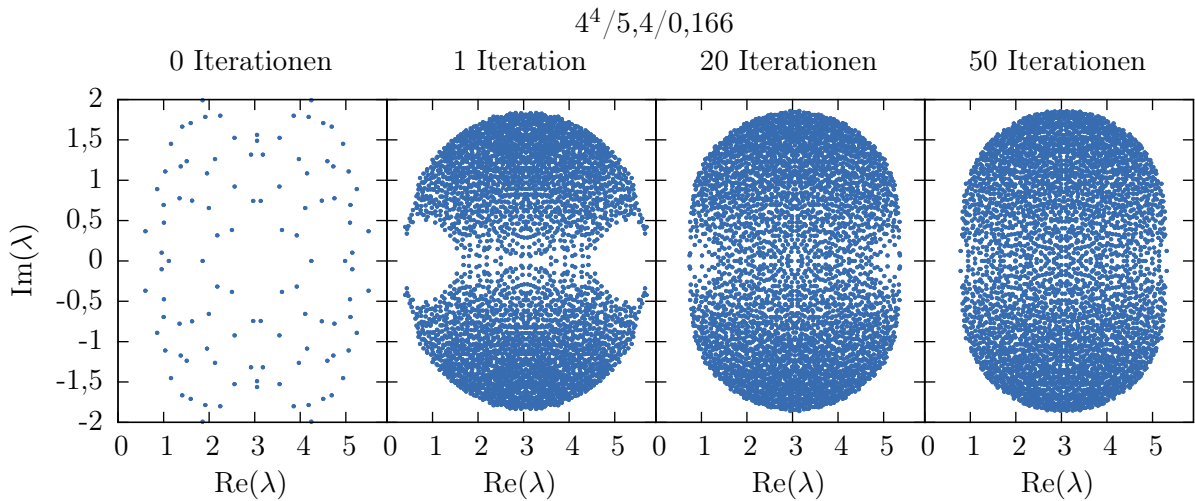 4⁴/5,4/0,166
0 Iterationen 1 Iteration 20 Iterationen 50 Iterationen
2
1,5
1
0,5
0
-0,5
-1
-1,5
-2
Im(λ)
0 1 2 3 4 5 0 1 2 3 4 5 0 1 2 3 4 5 0 1 2 3 4 5
Re(λ) Re(λ) Re(λ) Re(λ)